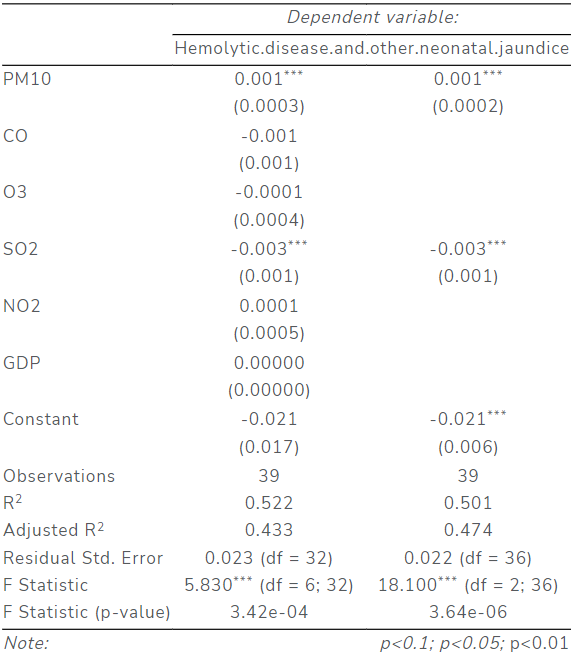 Dependent variable:
Hemolytic.disease.and.other.neonatal.jaundice
PM10 0.001*** 0.001***
(0.0003) (0.0002)
CO -0.001
(0.001)
O3 -0.0001
(0.0004)
SO2 -0.003*** -0.003***
(0.001) (0.001)
NO2 0.0001
(0.0005)
GDP 0.00000
(0.00000)
Constant -0.021 -0.021***
(0.017) (0.006)
Observations 39 39
R2 0.522 0.501
Adjusted R2 0.433 0.474
Residual Std. Error 0.023 (df = 32) 0.022 (df = 36)
F Statistic 5.830*** (df = 6; 32) 18.100*** (df = 2; 36)
F Statistic (p-value) 3.42e-04 3.64e-06
Note: p<0.1; p<0.05; p<0.01